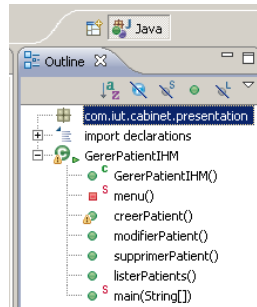 Java
Outline
com.iut.cabinet.presentation
import declarations
GererPatientIHM
GererPatientIHM()
menu()
creerPatient()
modifierPatient()
supprimerPatient()
listerPatients()
main(String[])